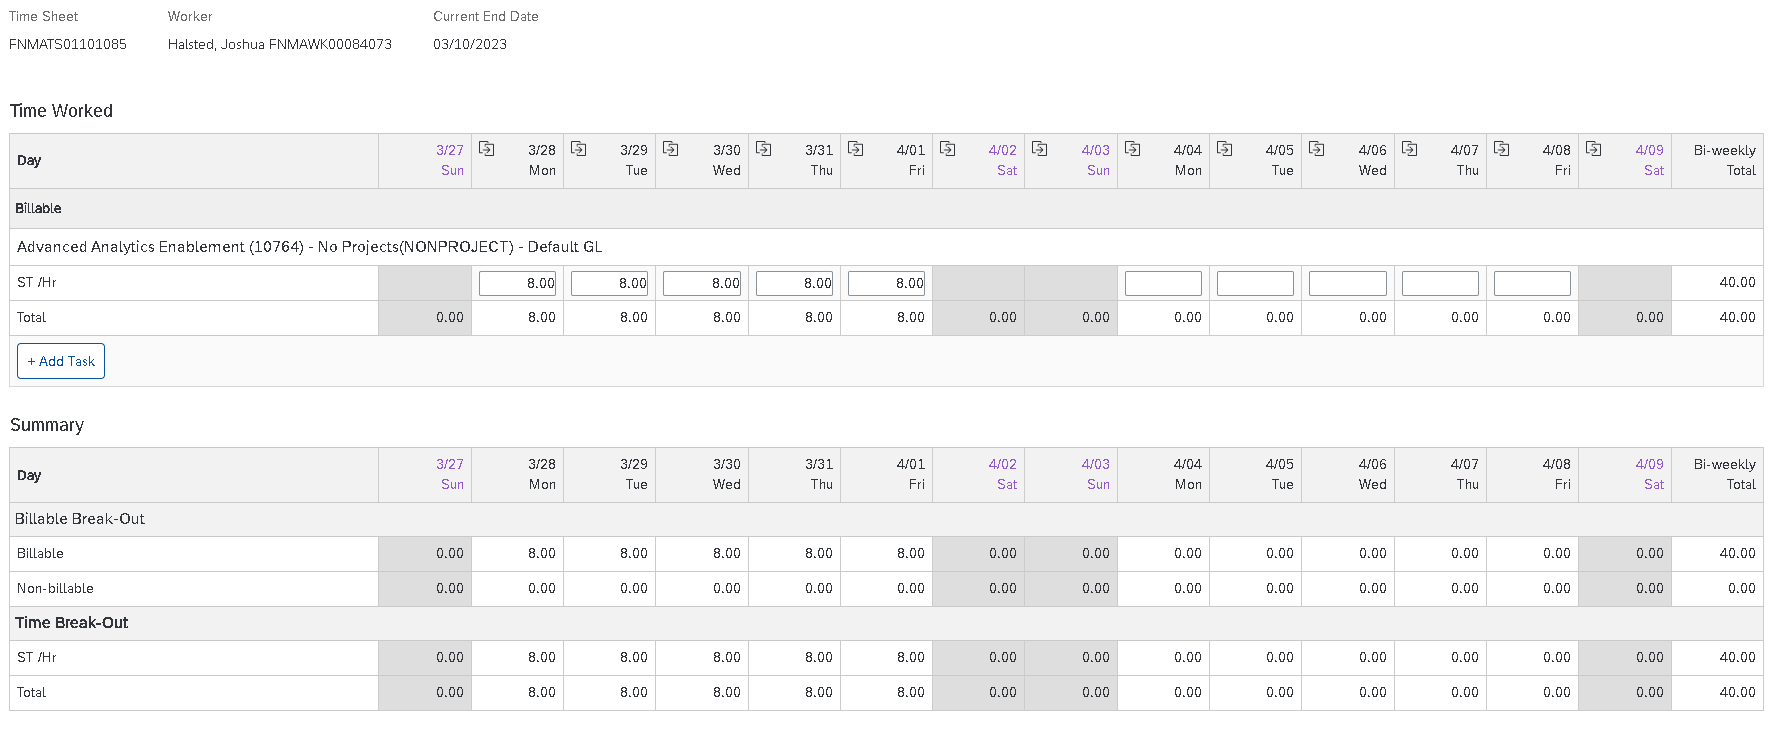 Time Sheet Worker Current End Date
FNMATS01101085 Halsted, Joshua FNMAWK00084073 03/10/2023
Time Worked
Day 3/27 Sun 3/28 Mon 3/29 Tue 3/30 Wed 3/31 Thu 4/01 Fri 4/02 Sat 4/03 Sun 4/04 Mon 4/05 Tue 4/06 Wed 4/07 Thu 4/08 Fri 4/09 Sat Bi-weekly Total
Billable
Advanced Analytics Enablement (10764) - No Projects(NONPROJECT) - Default GL
ST /Hr 8.00 8.00 8.00 8.00 8.00 40.00
Total 0.00 8.00 8.00 8.00 8.00 8.00 0.00 0.00 0.00 0.00 0.00 0.00 0.00 0.00 40.00
+ Add Task
Summary
Day 3/27 Sun 3/28 Mon 3/29 Tue 3/30 Wed 3/31 Thu 4/01 Fri 4/02 Sat 4/03 Sun 4/04 Mon 4/05 Tue 4/06 Wed 4/07 Thu 4/08 Fri 4/09 Sat Bi-weekly Total
Billable Break-Out
Billable 0.00 8.00 8.00 8.00 8.00 8.00 0.00 0.00 0.00 0.00 0.00 0.00 0.00 0.00 40.00
Non-billable 0.00 0.00 0.00 0.00 0.00 0.00 0.00 0.00 0.00 0.00 0.00 0.00 0.00 0.00 0.00
Time Break-Out
ST /Hr 0.00 8.00 8.00 8.00 8.00 8.00 0.00 0.00 0.00 0.00 0.00 0.00 0.00 0.00 40.00
Total 0.00 8.00 8.00 8.00 8.00 8.00 0.00 0.00 0.00 0.00 0.00 0.00 0.00 0.00 40.00